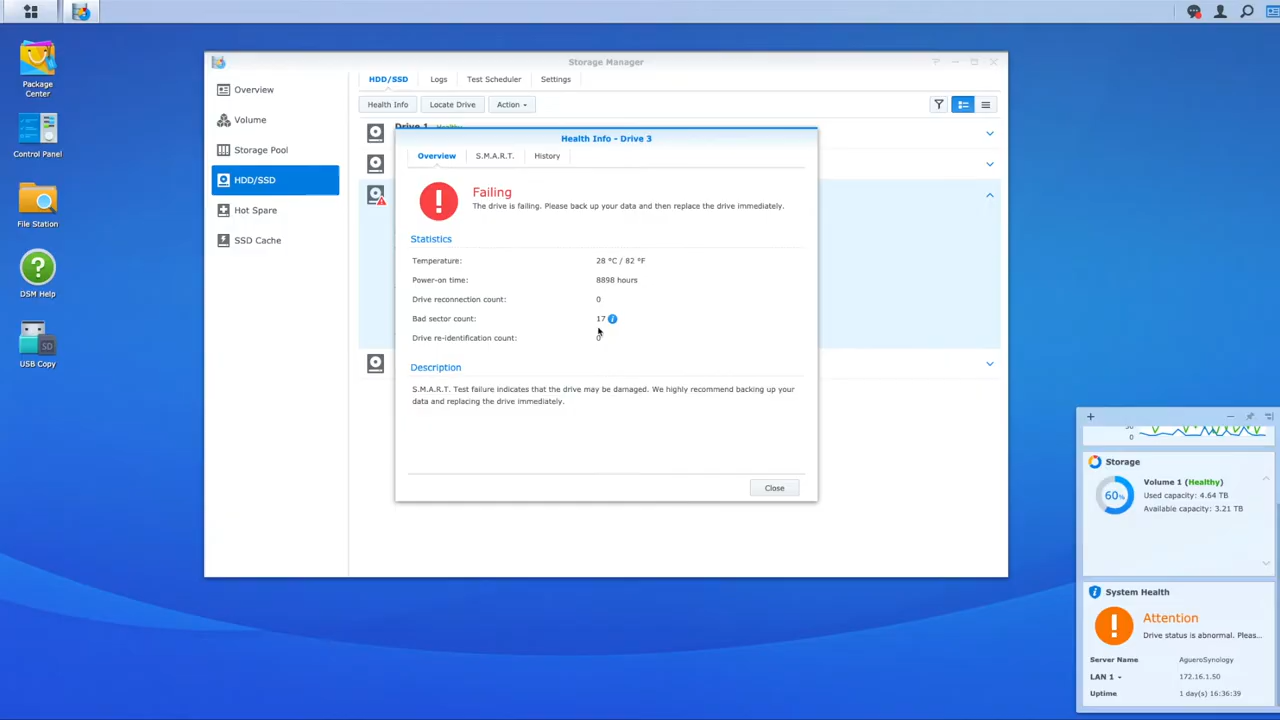 Package
Center
Control Panel
File Station
?
DSM Help
SD
USB Copy
Storage Manager
Overview
Volume
Storage Pool
HDD/SSD
Hot Spare
SSD Cache
HDD/SSD Logs Test Scheduler Settings
Health Info Locate Drive Action
Drive 1 Healthy
Health Info - Drive 3
Overview S.M.A.R.T. History
! Failing
The drive is failing. Please back up your data and then replace the drive immediately.
Statistics
Temperature: 28 °C / 82 °F
Power-on time: 8898 hours
Drive reconnection count: 0
Bad sector count: 17
Drive re-identification count: 0
Description
S.M.A.R.T. Test failure indicates that the drive may be damaged. We highly recommend backing up your
data and replacing the drive immediately.
Close
0
Storage
60%
Volume 1 (Healthy)
Used capacity: 4.64 TB
Available capacity: 3.21 TB
System Health
! Attention
Drive status is abnormal. Pleas...
Server Name AgueroSynology
LAN 1 172.16.1.50
Uptime 1 day(s) 16:36:39